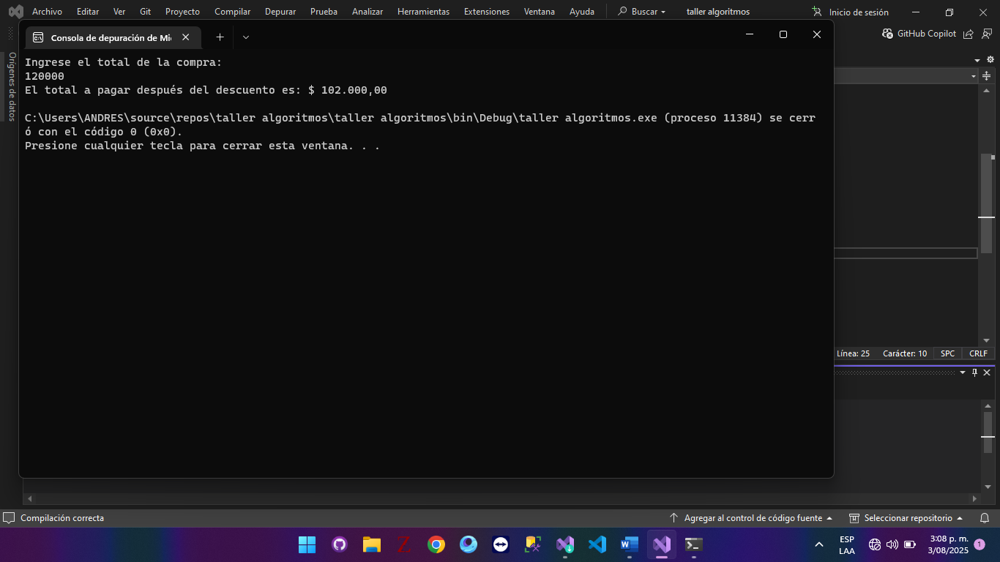 Archivo Editar Ver Git Proyecto Compilar Depurar Prueba Analizar Herramientas Extensiones Ventana Ayuda Buscar taller algoritmos Inicio de sesión
GitHub Copilot
Consola de depuración de Mi
Orígenes de datos
Ingrese el total de la compra:
120000
El total a pagar después del descuento es: $ 102.000,00
C:\Users\ANDRES\source\repos\taller algoritmos\taller algoritmos\bin\Debug\taller algoritmos.exe (proceso 11384) se cerr
ó con el código 0 (0x0).
Presione cualquier tecla para cerrar esta ventana. . .
Línea: 25 Carácter: 10 SPC CRLF
Compilación correcta Agregar al control de código fuente Seleccionar repositorio
ESP
LAA
3:08 p. m.
3/08/2025
1